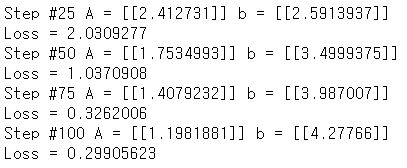 Step #25 A = [[2.412731]] b = [[2.5913937]]
Loss = 2.0309277
Step #50 A = [[1.7534993]] b = [[3.4999375]]
Loss = 1.0370908
Step #75 A = [[1.4079232]] b = [[3.987007]]
Loss = 0.3262006
Step #100 A = [[1.1981881]] b = [[4.27766]]
Loss = 0.29905623